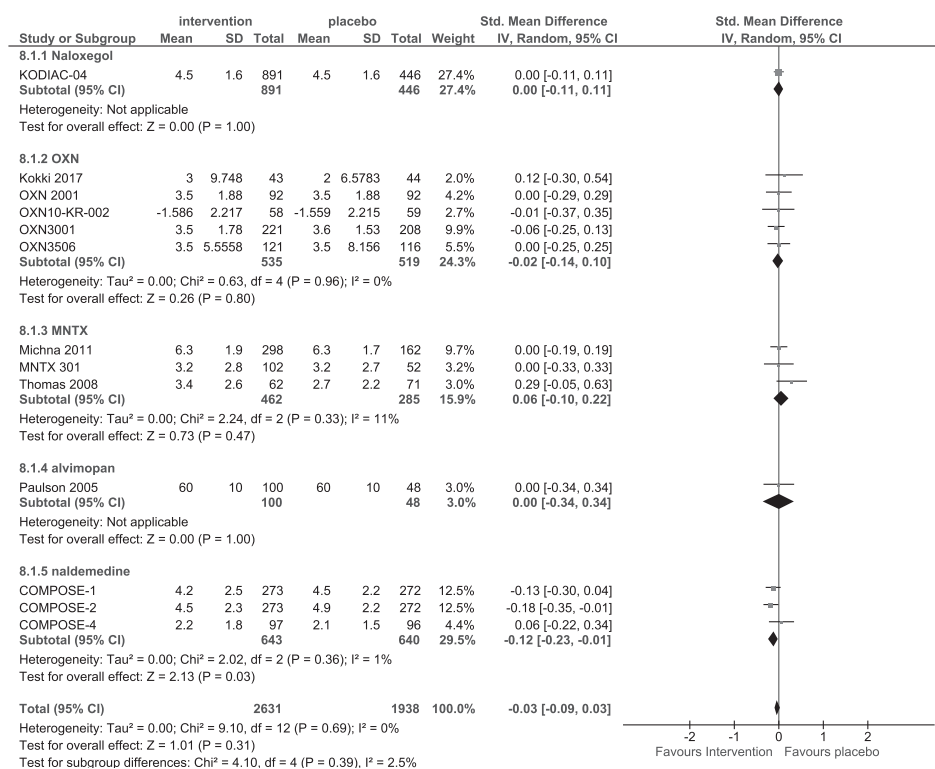 intervention placebo Std. Mean Difference Std. Mean Difference
Study or Subgroup Mean SD Total Mean SD Total Weight IV, Random, 95% CI IV, Random, 95% CI
8.1.1 Naloxegol
KODIAC-04 4.5 1.6 891 4.5 1.6 446 27.4% 0.00 [-0.11, 0.11]
Subtotal (95% CI) 891 446 27.4% 0.00 [-0.11, 0.11]
Heterogeneity: Not applicable
Test for overall effect: Z = 0.00 (P = 1.00)
8.1.2 OXN
Kokki 2017 3 9.748 43 2 6.5783 44 2.0% 0.12 [-0.30, 0.54]
OXN 2001 3.5 1.88 92 3.5 1.88 92 4.2% 0.00 [-0.29, 0.29]
OXN10-KR-002 -1.586 2.217 58 -1.559 2.215 59 2.7% -0.01 [-0.37, 0.35]
OXN3001 3.5 1.78 221 3.6 1.53 208 9.9% -0.06 [-0.25, 0.13]
OXN3506 3.5 5.5558 121 3.5 8.156 116 5.5% 0.00 [-0.25, 0.25]
Subtotal (95% CI) 535 519 24.3% -0.02 [-0.14, 0.10]
Heterogeneity: Tau² = 0.00; Chi² = 0.63, df = 4 (P = 0.96); I² = 0%
Test for overall effect: Z = 0.26 (P = 0.80)
8.1.3 MNTX
Michna 2011 6.3 1.9 298 6.3 1.7 162 9.7% 0.00 [-0.19, 0.19]
MNTX 301 3.2 2.8 102 3.2 2.7 52 3.2% 0.00 [-0.33, 0.33]
Thomas 2008 3.4 2.6 62 2.7 2.2 71 3.0% 0.29 [-0.05, 0.63]
Subtotal (95% CI) 462 285 15.9% 0.06 [-0.10, 0.22]
Heterogeneity: Tau² = 0.00; Chi² = 2.24, df = 2 (P = 0.33); I² = 11%
Test for overall effect: Z = 0.73 (P = 0.47)
8.1.4 alvimopan
Paulson 2005 60 10 100 60 10 48 3.0% 0.00 [-0.34, 0.34]
Subtotal (95% CI) 100 48 3.0% 0.00 [-0.34, 0.34]
Heterogeneity: Not applicable
Test for overall effect: Z = 0.00 (P = 1.00)
8.1.5 naldemedine
COMPOSE-1 4.2 2.5 273 4.5 2.2 272 12.5% -0.13 [-0.30, 0.04]
COMPOSE-2 4.5 2.3 273 4.9 2.2 272 12.5% -0.18 [-0.35, -0.01]
COMPOSE-4 2.2 1.8 97 2.1 1.5 96 4.4% 0.06 [-0.22, 0.34]
Subtotal (95% CI) 643 640 29.5% -0.12 [-0.23, -0.01]
Heterogeneity: Tau² = 0.00; Chi² = 2.02, df = 2 (P = 0.36); I² = 1%
Test for overall effect: Z = 2.13 (P = 0.03)
Total (95% CI) 2631 1938 100.0% -0.03 [-0.09, 0.03]
Heterogeneity: Tau² = 0.00; Chi² = 9.10, df = 12 (P = 0.69); I² = 0%
Test for overall effect: Z = 1.01 (P = 0.31)
Test for subgroup differences: Chi² = 4.10, df = 4 (P = 0.39), I² = 2.5%
-2 -1 0 1 2
Favours Intervention Favours placebo